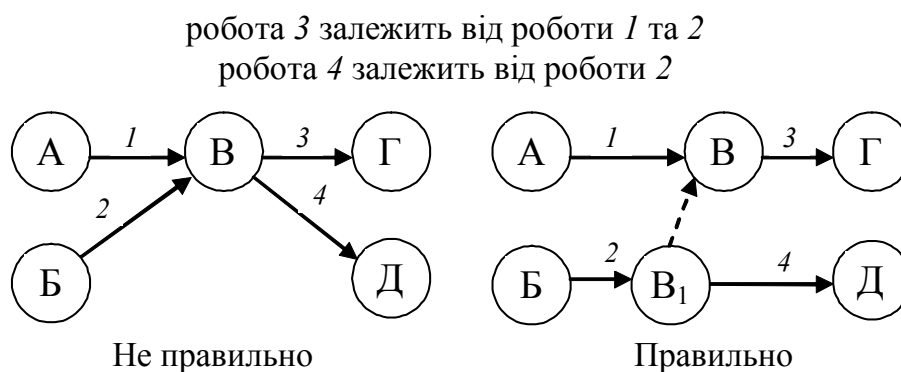 робота 3 залежить від роботи 1 та 2
робота 4 залежить від роботи 2
А 1 В 3 Г
2 4
Б Д
Не правильно
А 1 В 3 Г
2 4
Б В₁ Д
Правильно